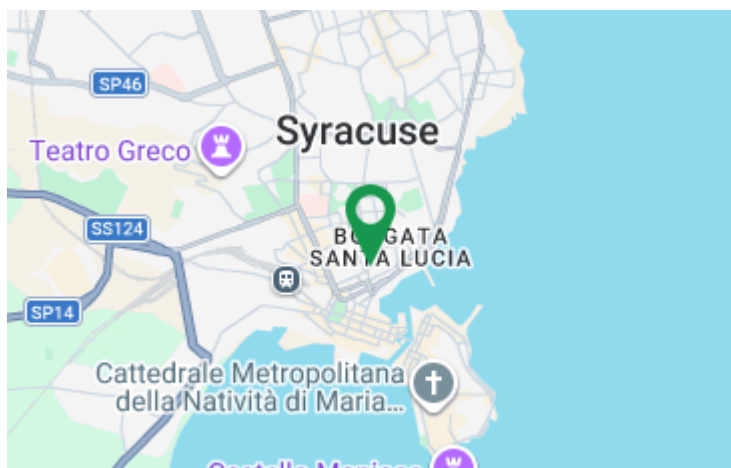 SP46
Syracuse
Teatro Greco
SS124
BORGATA
SANTA LUCIA
SP14
Cattedrale Metropolitana
della Natività di Maria...